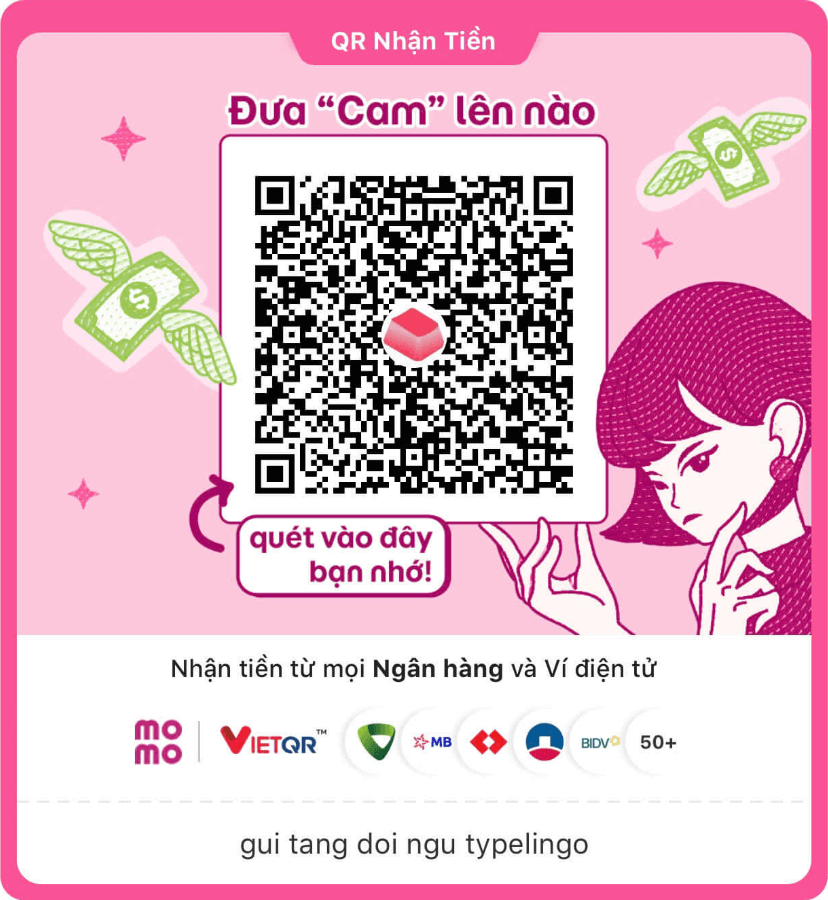 QR Nhận Tiền
Đưa “Cam” lên nào
quét vào đây
bạn nhớ!
Nhận tiền từ mọi Ngân hàng và Ví điện tử
mo
mo
VIETQR™
MB
BIDV
50+
gui tang doi ngu typelingo